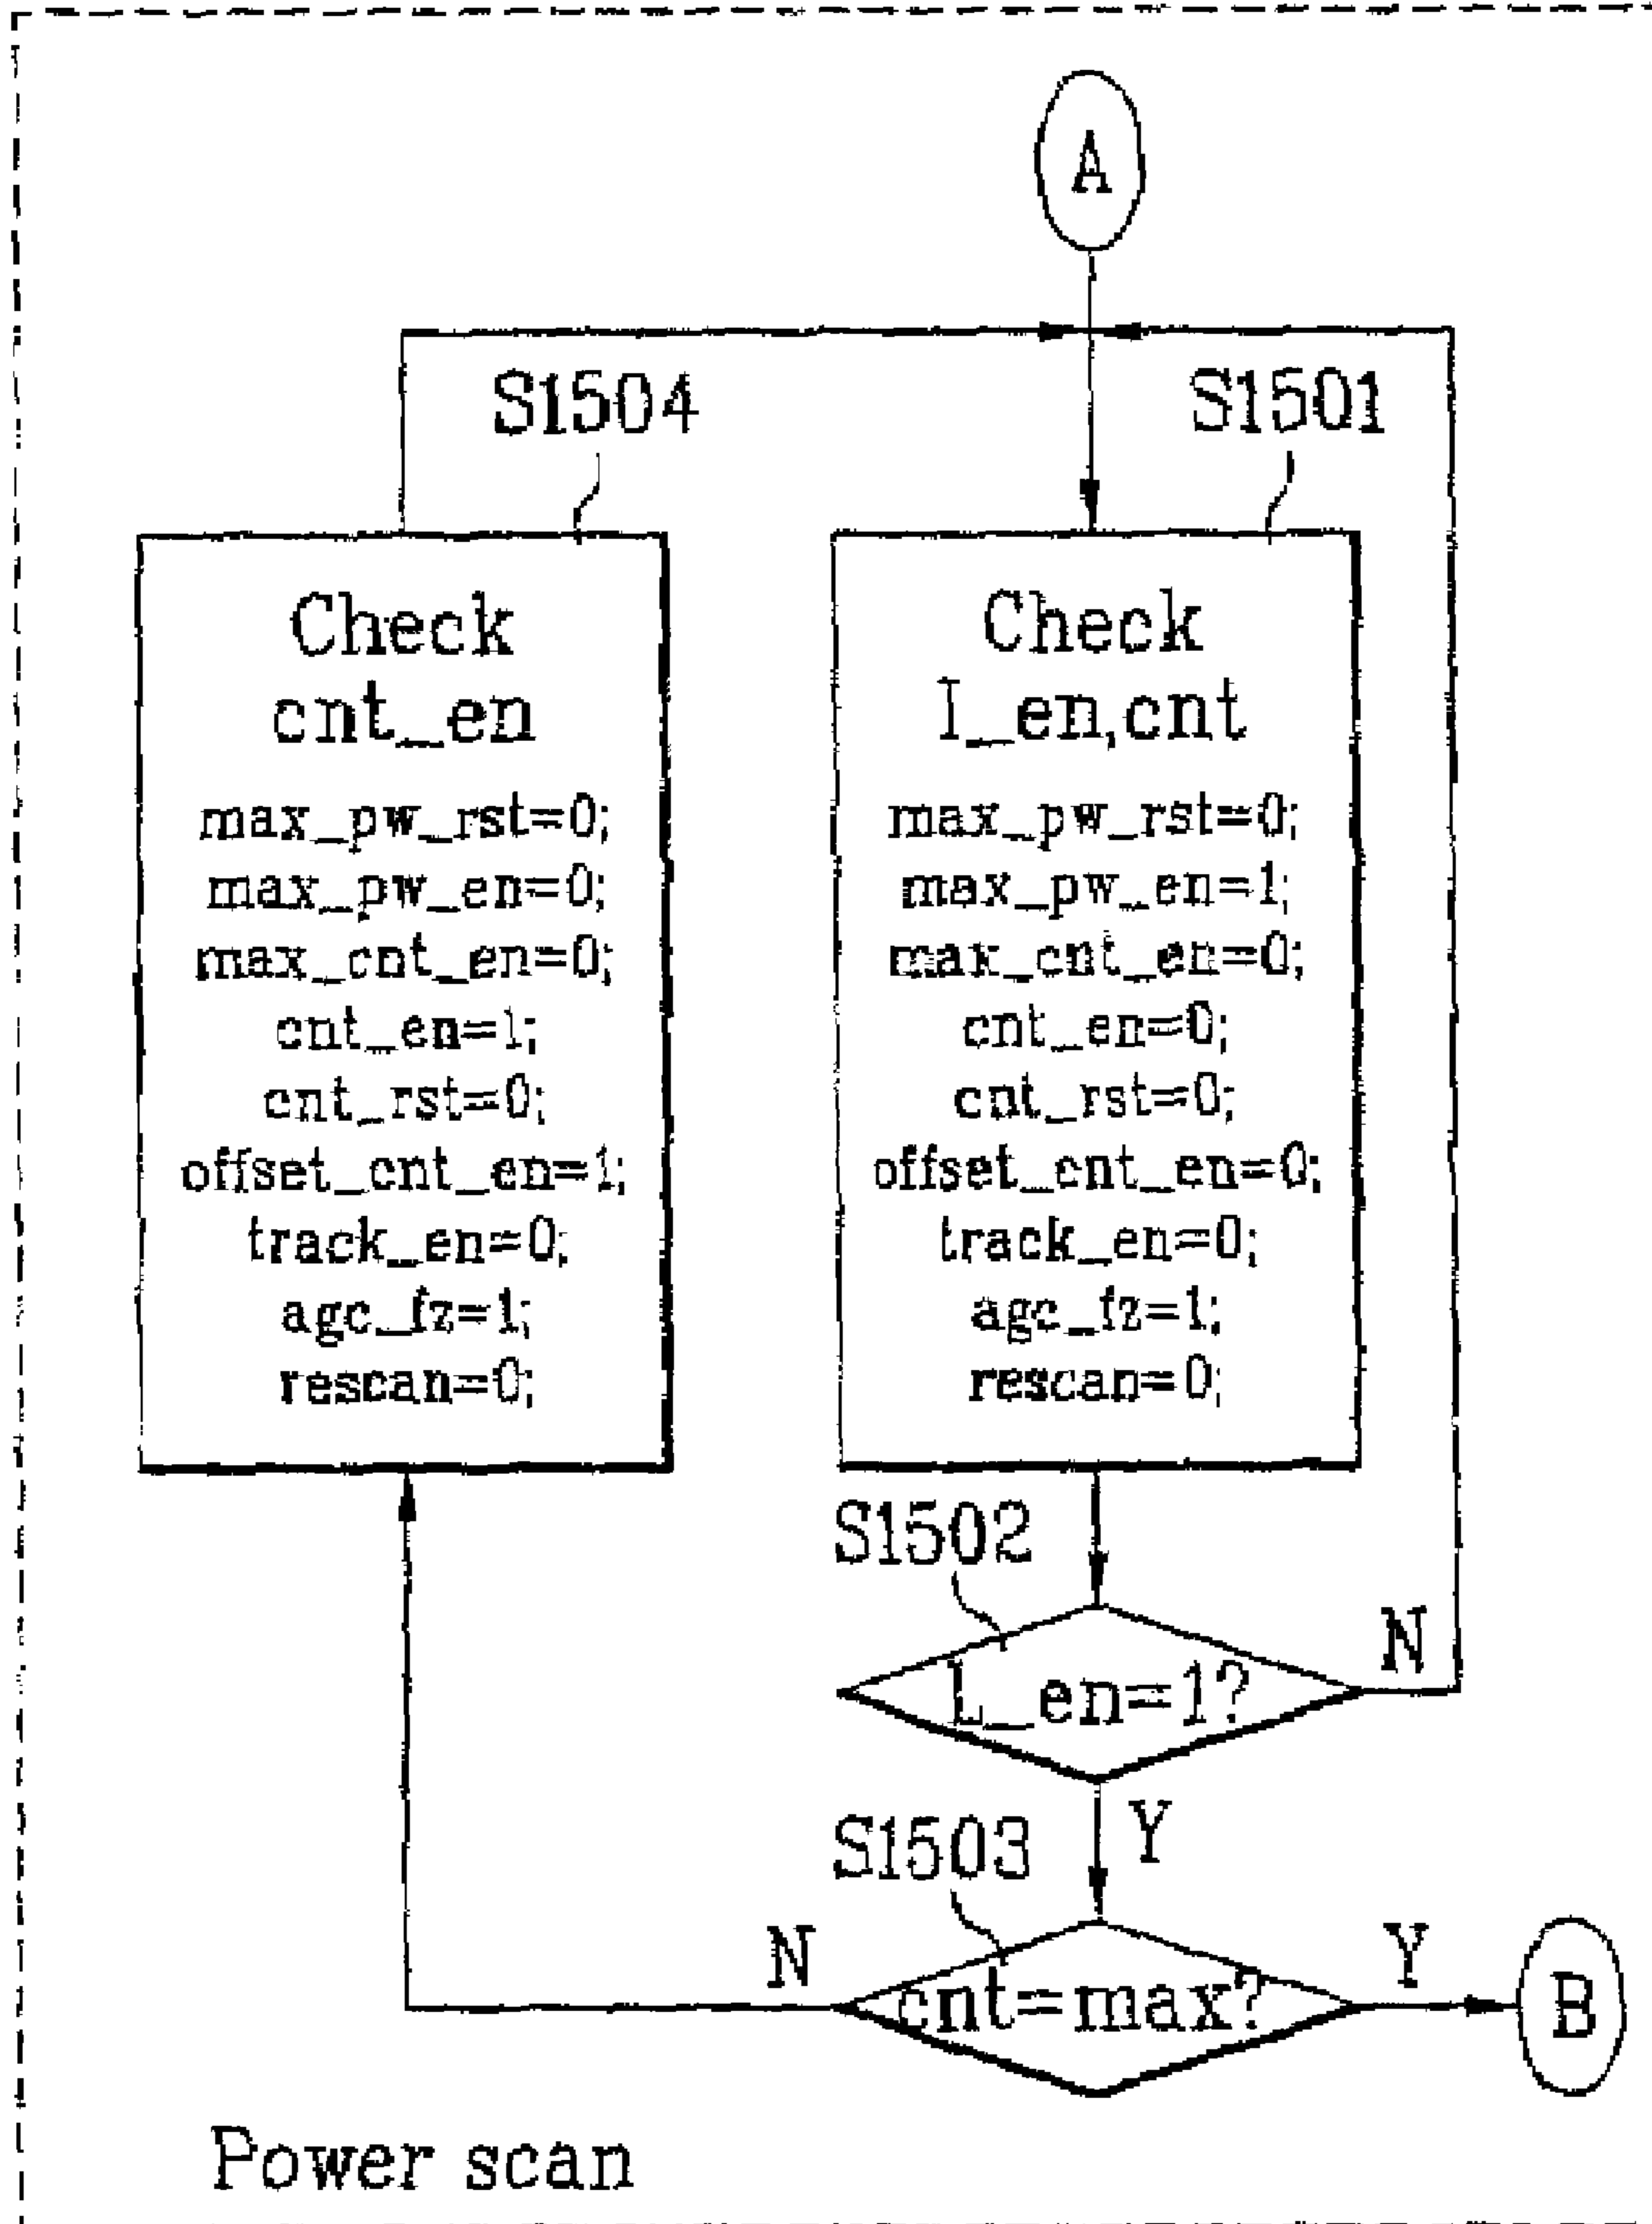 A
S1504
Check
cnt_en
max_pw_rst=0;
max_pw_en=0;
max_cnt_en=0;
cnt_en=1;
cnt_rst=0;
offset_cnt_en=1;
track_en=0;
agc_fz=1;
rescan=0;
S1501
Check
l_en,cnt
max_pw_rst=0;
max_pw_en=1;
max_cnt_en=0;
cnt_en=0;
cnt_rst=0;
offset_cnt_en=0;
track_en=0;
agc_fz=1;
rescan=0;
S1502
L_en=1?
N
Y
S1503
cnt=max?
N
Y
B
Power scan